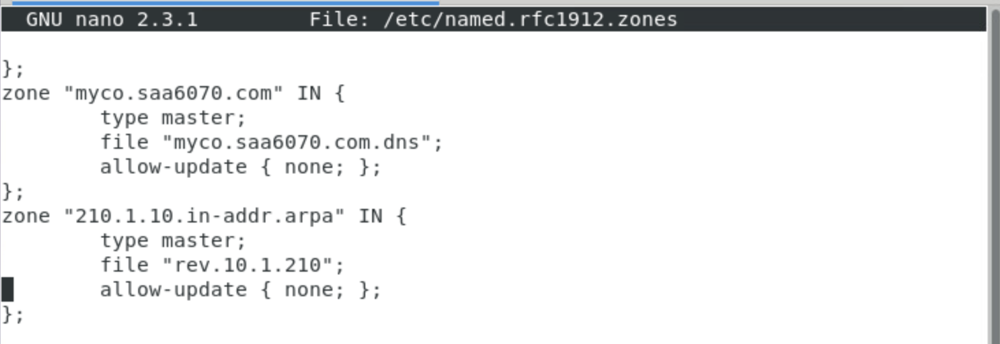 GNU nano 2.3.1 File: /etc/named.rfc1912.zones
};
zone "myco.saa6070.com" IN {
type master;
file "myco.saa6070.com.dns";
allow-update { none; };
};
zone "210.1.10.in-addr.arpa" IN {
type master;
file "rev.10.1.210";
allow-update { none; };
};